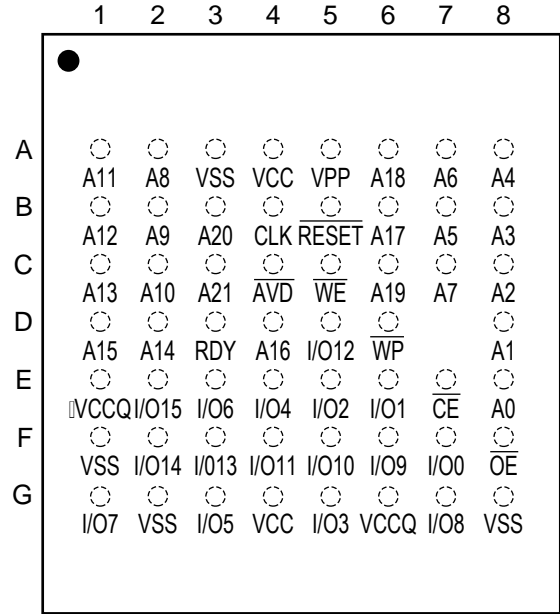 1 2 3 4 5 6 7 8
A
A11 A8 VSS VCC VPP A18 A6 A4
B
A12 A9 A20 CLK RESET A17 A5 A3
C
A13 A10 A21 AVD WE A19 A7 A2
D
A15 A14 RDY A16 I/O12 WP A1
E
VCCQ I/O15 I/O6 I/O4 I/O2 I/O1 CE A0
F
VSS I/O14 I/013 I/O11 I/O10 I/O9 I/O0 OE
G
I/O7 VSS I/O5 VCC I/O3 VCCQ I/O8 VSS